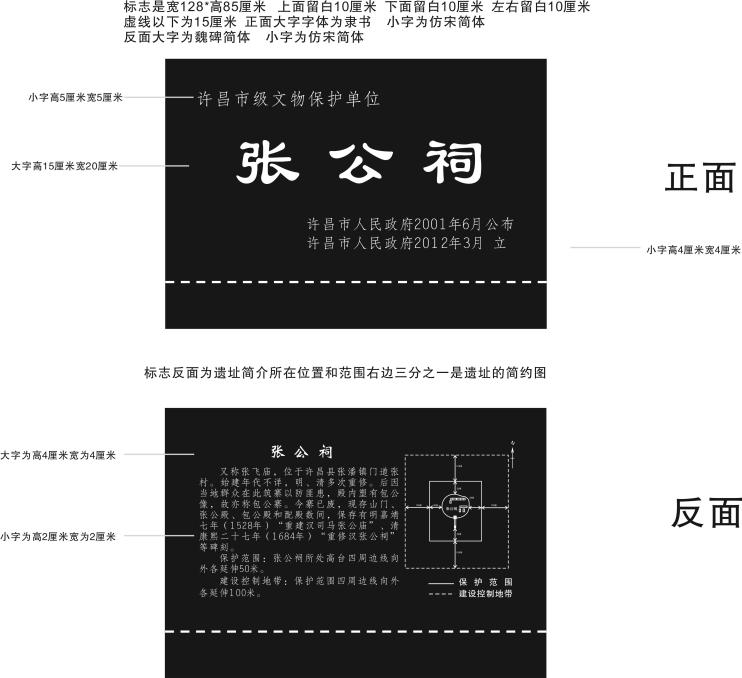 标志是宽128*高85厘米 上面留白10厘米 下面留白10厘米 左右留白10厘米
虚线以下为15厘米 正面大字字体为隶书 小字为仿宋简体
反面大字为魏碑简体 小字为仿宋简体
小字高5厘米宽5厘米
许昌市级文物保护单位
大字高15厘米宽20厘米
张公祠
正面
许昌市人民政府2001年6月公布
许昌市人民政府2012年3月 立
小字高4厘米宽4厘米
标志反面为遗址简介所在位置和范围右边三分之一是遗址的简约图
大字为高4厘米宽为4厘米
张公祠
又称张飞庙，位于许昌县张潘镇门道张
村。始建年代不详，明、清多次重修。后因
当地群众在此筑寨以防匪患，殿内塑有包公
像，故亦称包公寨。今寨已废，现存山门、
张公殿、包公殿和配殿数间，保存有明嘉靖
七年（1528年）“重建汉司马张公庙”、清
康熙二十七年（1684年）“重修汉张公祠”
等碑刻。
保护范围：张公祠所处高台四周边线向
外各延伸50米。
建设控制地带：保护范围四周边线向外
各延伸100米。
小字为高2厘米宽为2厘米
反面
保护范围
建设控制地带